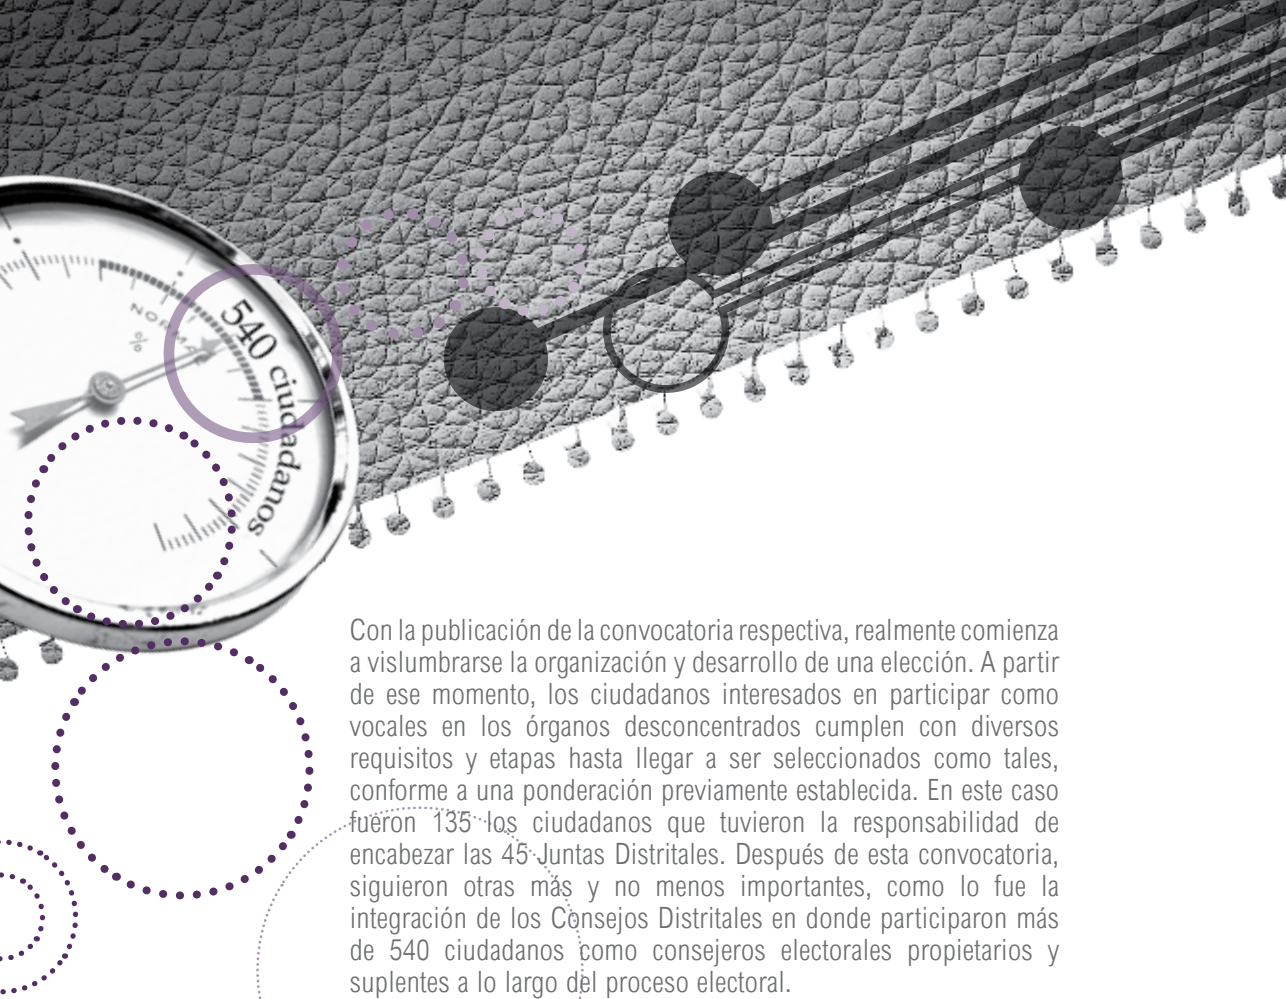 NORMAL
%
540 ciudadanos
Con la publicación de la convocatoria respectiva, realmente comienza
a vislumbrarse la organización y desarrollo de una elección. A partir
de ese momento, los ciudadanos interesados en participar como
vocales en los órganos desconcentrados cumplen con diversos
requisitos y etapas hasta llegar a ser seleccionados como tales,
conforme a una ponderación previamente establecida. En este caso
fueron 135 los ciudadanos que tuvieron la responsabilidad de
encabezar las 45 Juntas Distritales. Después de esta convocatoria,
siguieron otras más y no menos importantes, como lo fue la
integración de los Consejos Distritales en donde participaron más
de 540 ciudadanos como consejeros electorales propietarios y
suplentes a lo largo del proceso electoral.